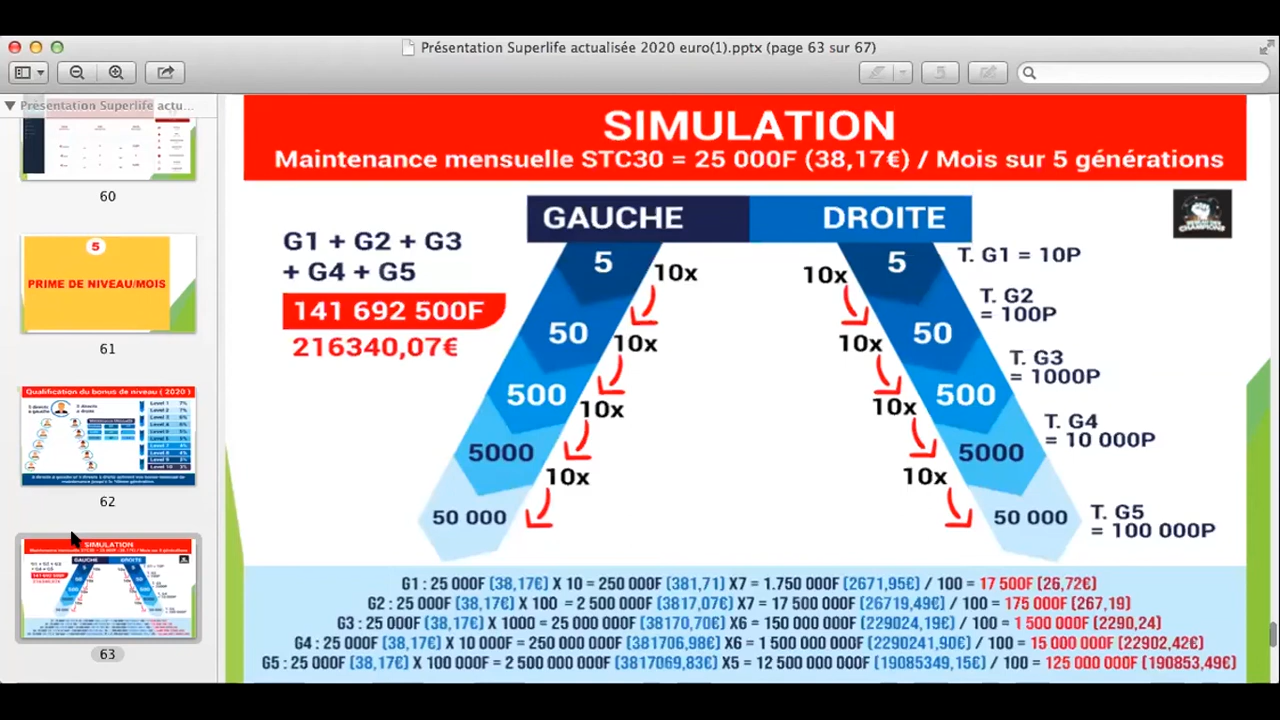 Présentation Superlife actualisée 2020 euro(1).pptx (page 63 sur 67)
Présentation Superlife actu...
60
5
PRIME DE NIVEAU/MOIS
61
Qualification du bonus de niveau ( 2020 )
62
SIMULATION
63
SIMULATION
Maintenance mensuelle STC30 = 25 000F (38,17€) / Mois sur 5 générations
GAUCHE
DROITE
G1 + G2 + G3
+ G4 + G5
141 692 500F
216340,07€
5
10x
50
10x
500
10x
5000
10x
50 000
10x
5
T. G1 = 10P
10x
50
T. G2
= 100P
10x
500
T. G3
= 1000P
10x
5000
T. G4
= 10 000P
50 000
T. G5
= 100 000P
G1 : 25 000F (38,17€) X 10 = 250 000F (381,71) X7 = 1.750 000F (2671,95€) / 100 = 17 500F (26,72€)
G2 : 25 000F (38,17€) X 100 = 2 500 000F (3817,07€) X7 = 17 500 000F (26719,49€) / 100 = 175 000F (267,19)
G3 : 25 000F (38,17€) X 1000 = 25 000 000F (38170,70€) X6 = 150 000 000F (229024,19€) / 100 = 1 500 000F (2290,24)
G4 : 25 000F (38,17€) X 10 000F = 250 000 000F (381706,98€) X6 = 1 500 000 000F (2290241,90€) / 100 = 15 000 000F (22902,42€)
G5 : 25 000F (38,17€) X 100 000F = 2 500 000 000F (3817069,83€) X5 = 12 500 000 000F (19085349,15€) / 100 = 125 000 000F (190853,49€)